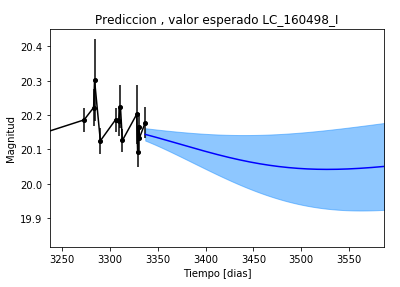 Prediccion , valor esperado LC_160498_I
20.4
20.3
20.2
20.1
20.0
19.9
Magnitud
3250 3300 3350 3400 3450 3500 3550
Tiempo [dias]